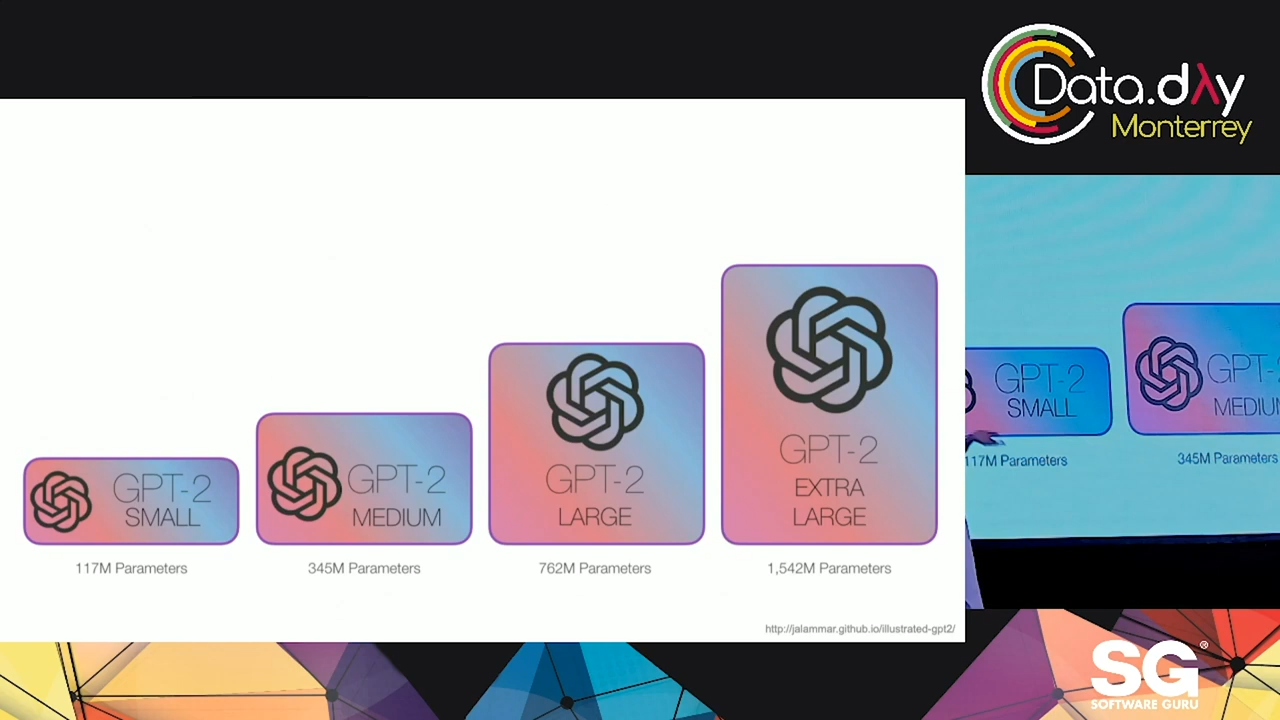 Data.dλy
Monterrey
GPT-2
SMALL
117M Parameters
GPT-2
MEDIUM
345M Parameters
GPT-2
LARGE
762M Parameters
GPT-2
EXTRA
LARGE
1,542M Parameters
http://jalammar.github.io/illustrated-gpt2/
GPT-2
SMALL
117M Parameters
GPT-
MEDIU
345M Parameters
SG®
SOFTWARE GURU